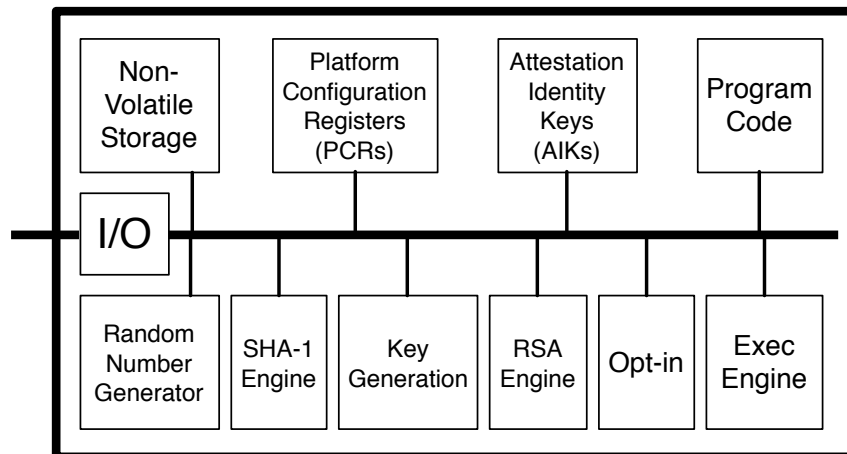 Non-
Volatile
Storage
Platform
Configuration
Registers
(PCRs)
Attestation
Identity
Keys
(AIKs)
Program
Code
I/O
Random
Number
Generator
SHA-1
Engine
Key
Generation
RSA
Engine
Opt-in
Exec
Engine